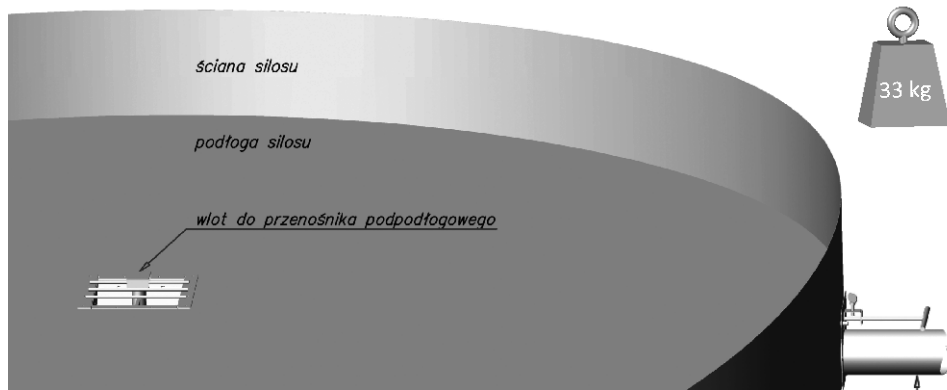 ściana silosu
33 kg
podłoga silosu
wlot do przenośnika podpodłogowego